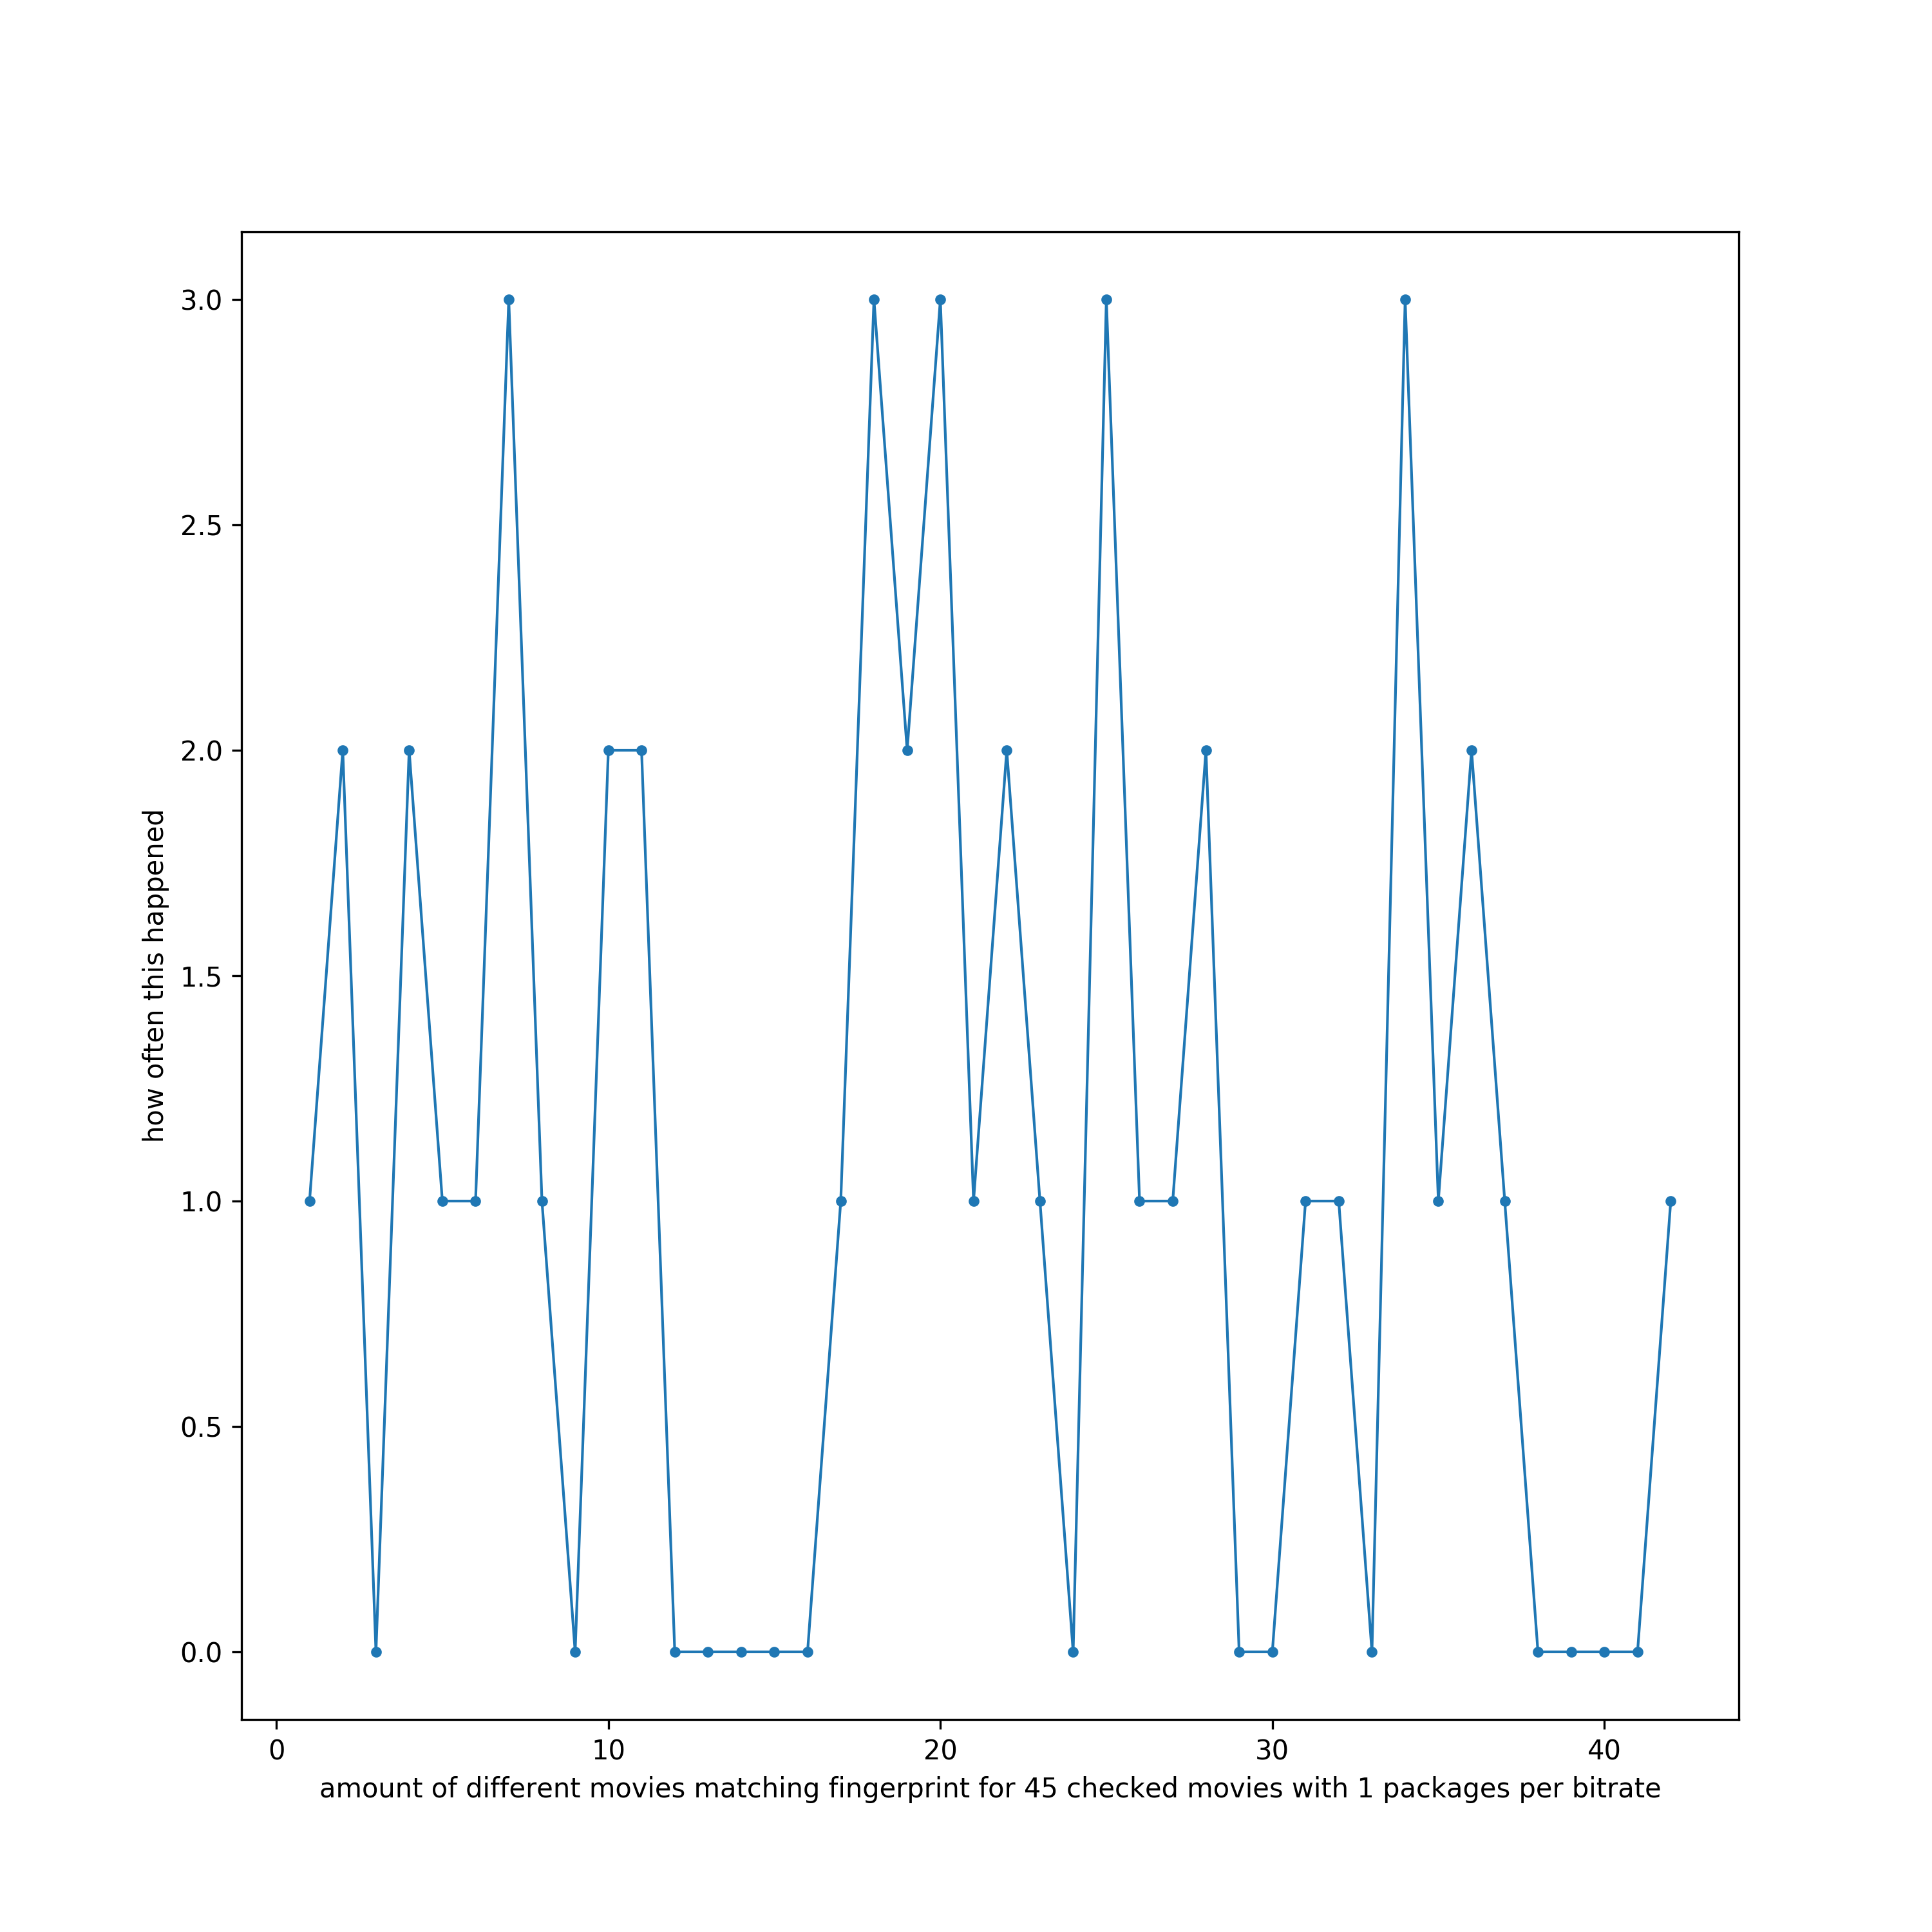 3.0
2.5
2.0
1.5
1.0
0.5
0.0
how often this happened
0 10 20 30 40
amount of different movies matching fingerprint for 45 checked movies with 1 packages per bitrate